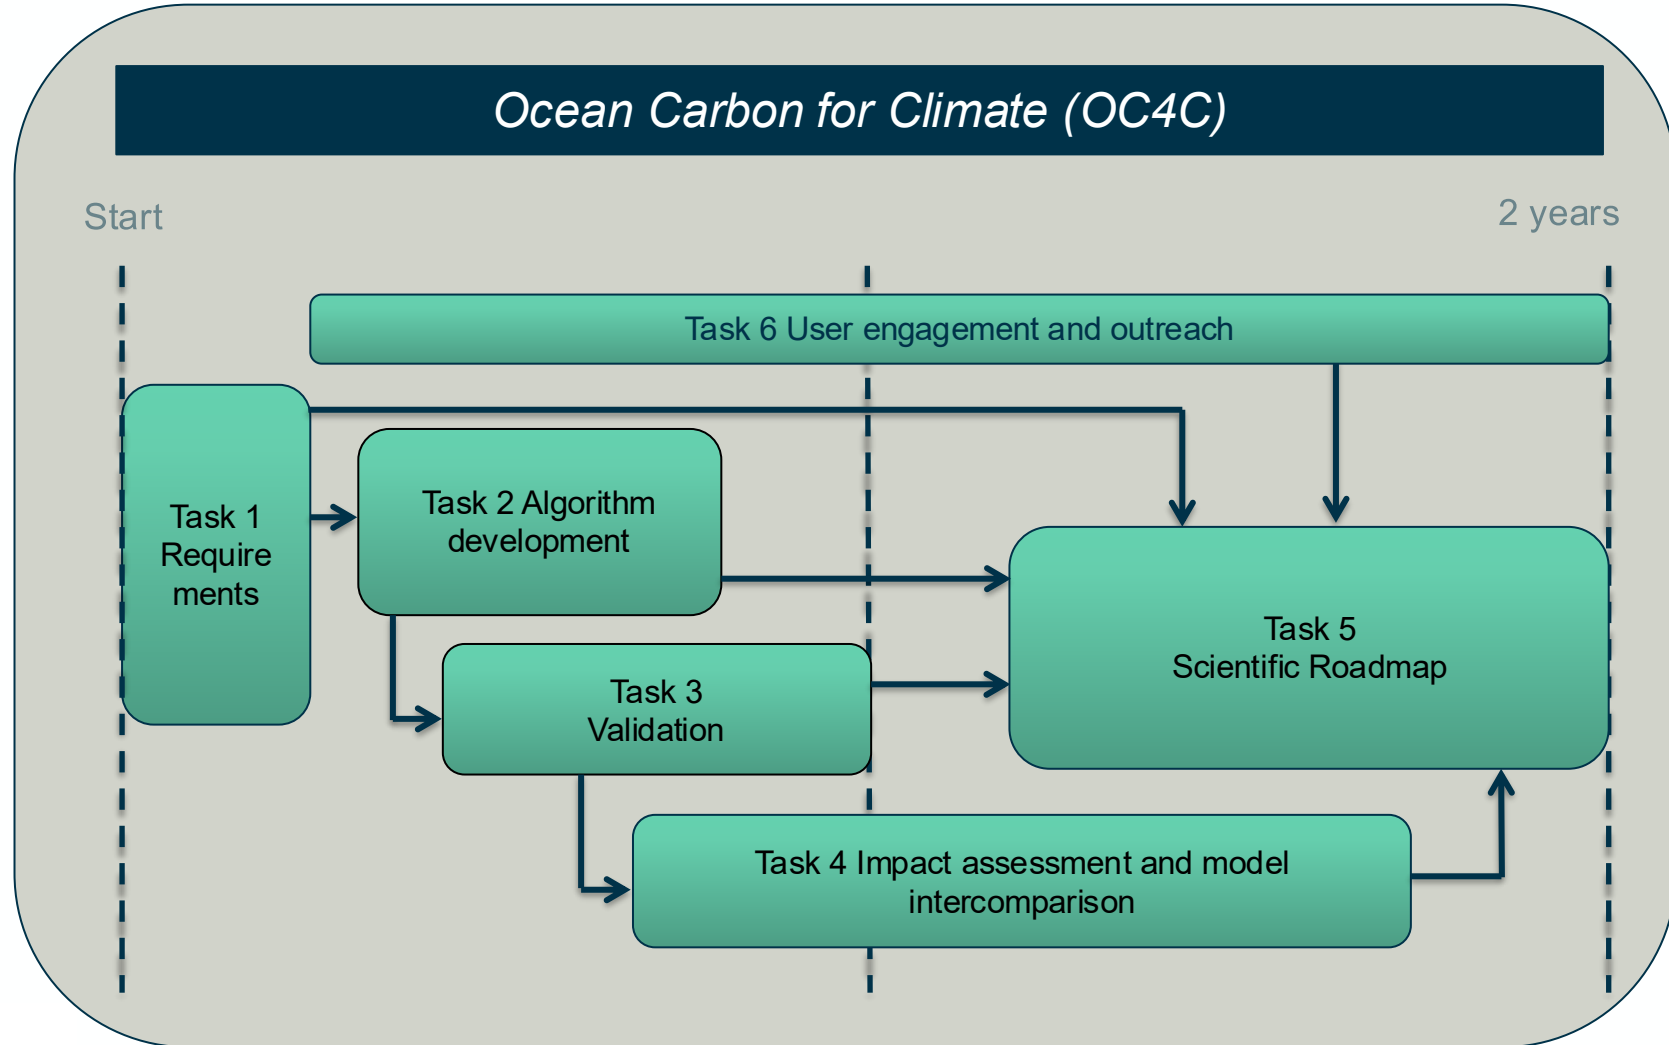 Ocean Carbon for Climate (OC4C)
Start
2 years
Task 6 User engagement and outreach
Task 1
Require
ments
Task 2 Algorithm
development
Task 3
Validation
Task 5
Scientific Roadmap
Task 4 Impact assessment and model
intercomparison